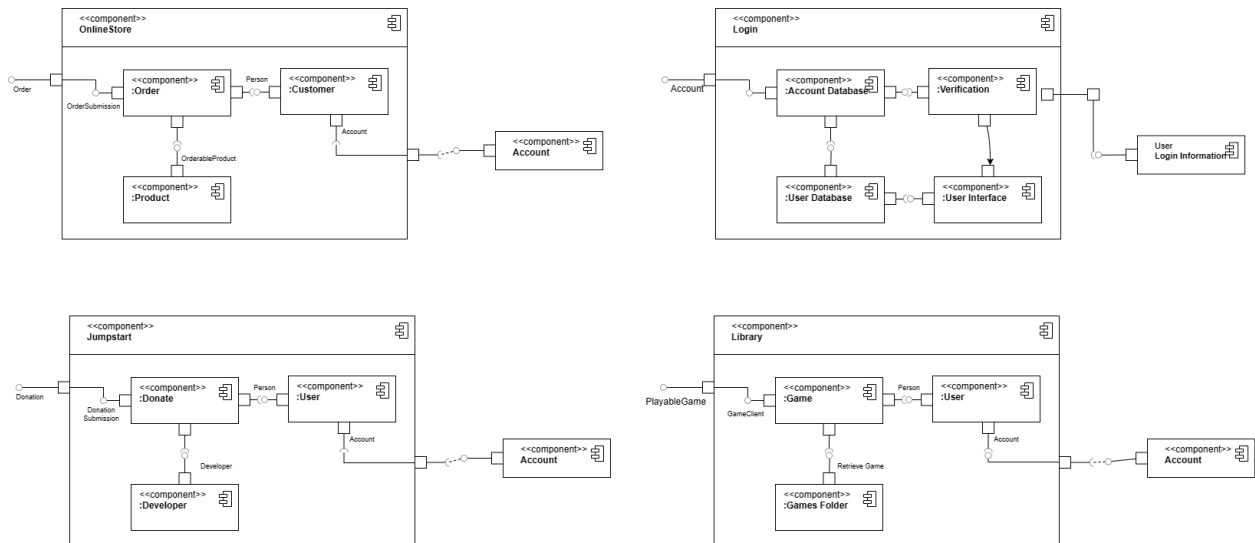 <<component>>
OnlineStore
<<component>>
:Order
Person
<<component>>
:Customer
Order
OrderSubmission
Account
OrderableProduct
<<component>>
:Product
<<component>>
Account
<<component>>
Login
Account
<<component>>
:Account Database
<<component>>
:Verification
<<component>>
:User Database
<<component>>
:User Interface
User
Login Information
<<component>>
Jumpstart
<<component>>
:Donate
Person
<<component>>
:User
Donation
Donation
Submission
Account
Developer
<<component>>
:Developer
<<component>>
Account
<<component>>
Library
<<component>>
:Game
Person
<<component>>
:User
PlayableGame
GameClient
Account
Retrieve Game
<<component>>
:Games Folder
<<component>>
Account